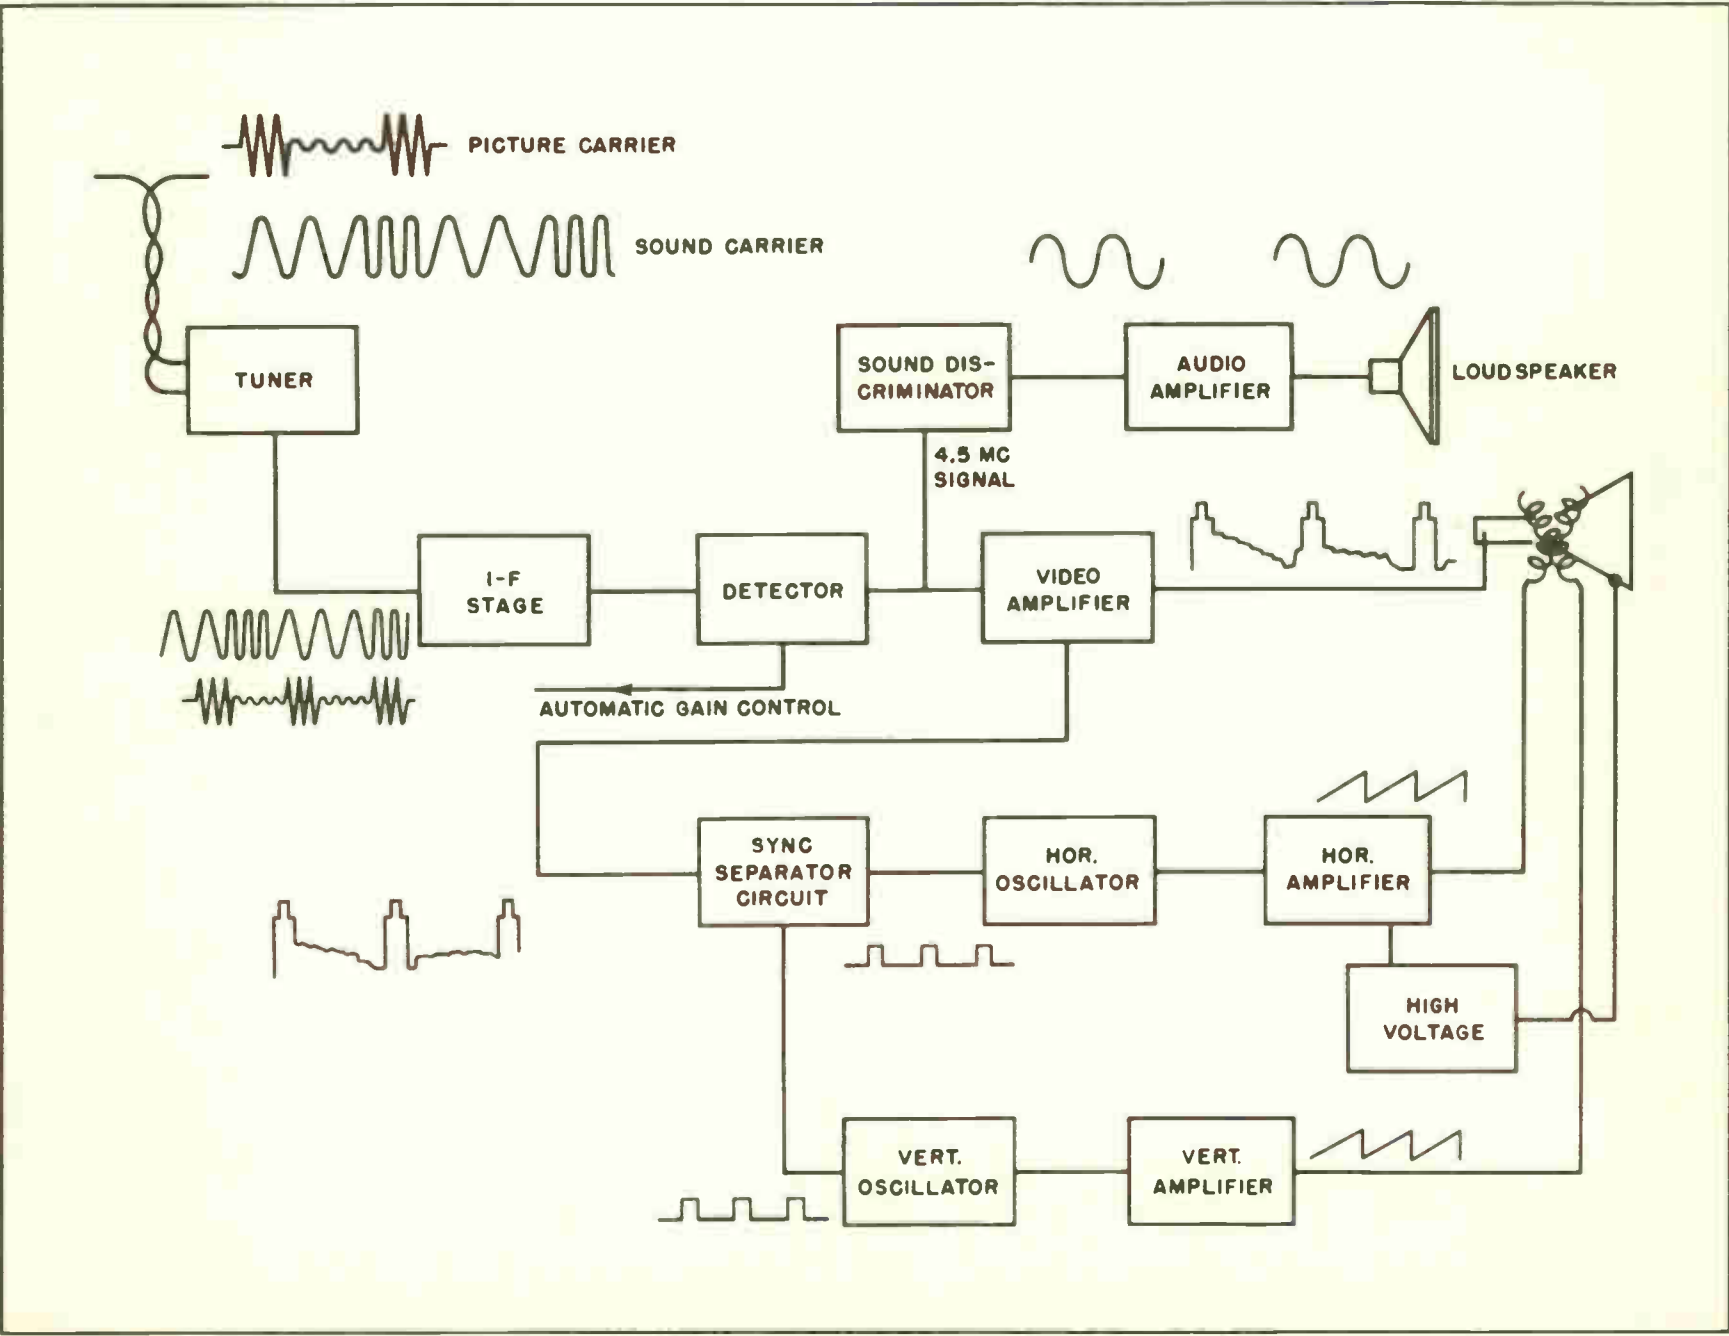 PICTURE CARRIER
SOUND CARRIER
TUNER
SOUND DIS-
CRIMINATOR
AUDIO
AMPLIFIER
LOUDSPEAKER
4.5 MC
SIGNAL
I-F
STAGE
DETECTOR
VIDEO
AMPLIFIER
AUTOMATIC GAIN CONTROL
SYNC
SEPARATOR
CIRCUIT
HOR.
OSCILLATOR
HOR.
AMPLIFIER
HIGH
VOLTAGE
VERT.
OSCILLATOR
VERT.
AMPLIFIER